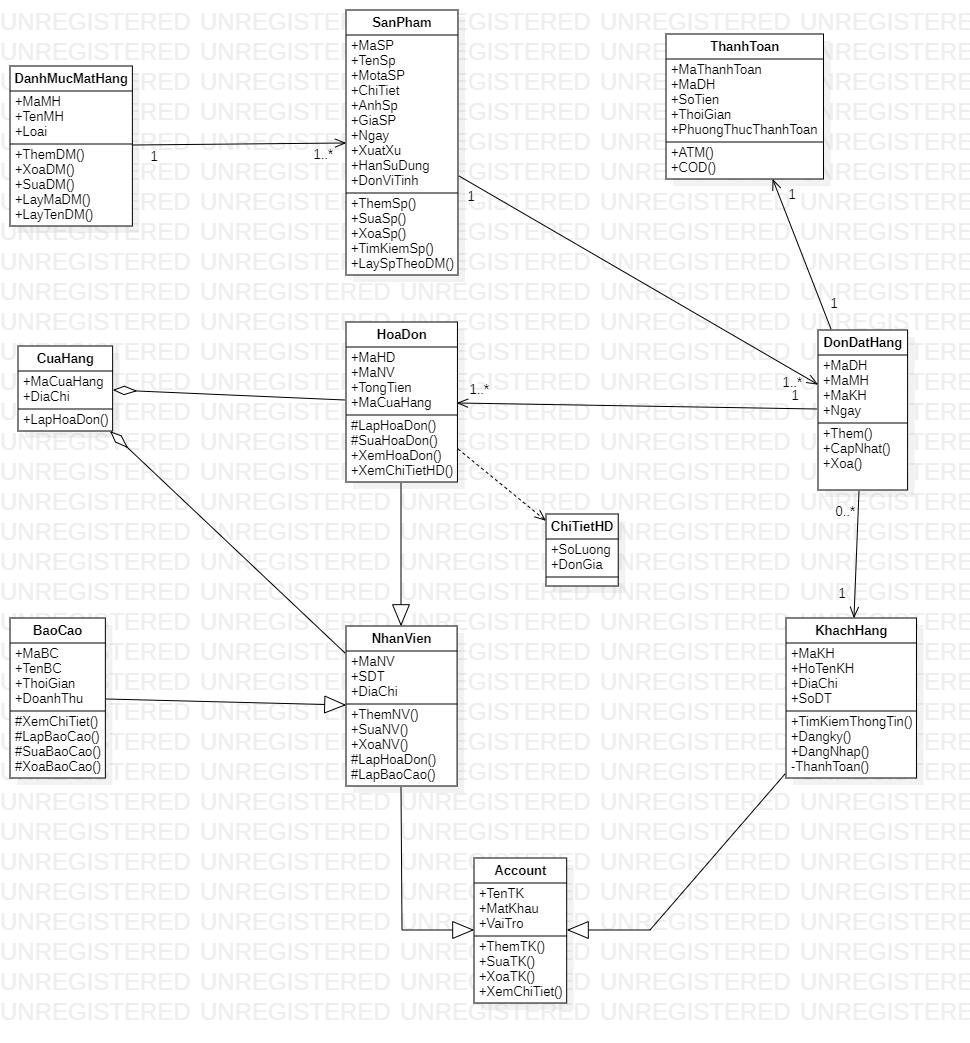 UNREGISTERED
DanhMucMatHang
+MaMH
+TenMH
+Loai
+ThemDM()
+XoaDM()
+SuaDM()
+LayMaDM()
+LayTenDM()
1
1..*
SanPham
+MaSP
+TenSp
+MotaSP
+ChiTiet
+AnhSp
+GiaSP
+Ngay
+XuatXu
+HanSuDung
+DonViTinh
+ThemSp()
+SuaSp()
+XoaSp()
+TimKiemSp()
+LaySpTheoDM()
1
1..*
ThanhToan
+MaThanhToan
+MaDH
+SoTien
+ThoiGian
+PhuongThucThanhToan
+ATM()
+COD()
1
1
DonDatHang
+MaDH
+MaMH
+MaKH
+Ngay
+Them()
+CapNhat()
+Xoa()
1
1..*
0..*
1
CuaHang
+MaCuaHang
+DiaChi
+LapHoaDon()
HoaDon
+MaHD
+MaNV
+TongTien
+MaCuaHang
#LapHoaDon()
#SuaHoaDon()
+XemHoaDon()
+XemChiTietHD()
ChiTietHD
+SoLuong
+DonGia
BaoCao
+MaBC
+TenBC
+ThoiGian
+DoanhThu
#XemChiTiet()
#LapBaoCao()
#SuaBaoCao()
#XoaBaoCao()
NhanVien
+MaNV
+SDT
+DiaChi
+ThemNV()
+SuaNV()
+XoaNV()
#LapHoaDon()
#LapBaoCao()
KhachHang
+MaKH
+HoTenKH
+DiaChi
+SoDT
+TimKiemThongTin()
+Dangky()
+DangNhap()
-ThanhToan()
Account
+TenTK
+MatKhau
+VaiTro
+ThemTK()
+SuaTK()
+XoaTK()
+XemChiTiet()